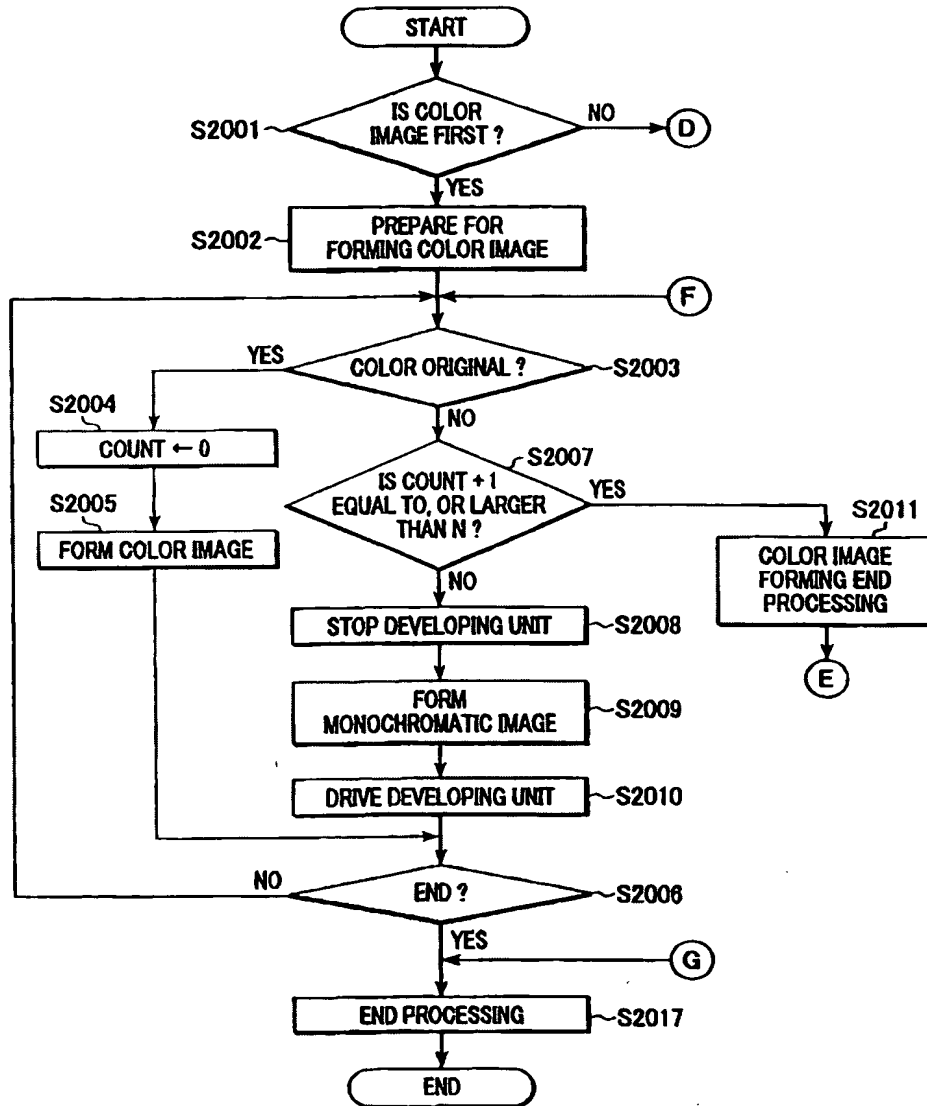 START
S2001
IS COLOR
IMAGE FIRST ?
NO
D
YES
S2002
PREPARE FOR
FORMING COLOR IMAGE
F
YES
COLOR ORIGINAL ?
S2003
NO
S2004
COUNT ← 0
S2007
IS COUNT + 1
EQUAL TO, OR LARGER
THAN N ?
YES
S2005
FORM COLOR IMAGE
S2011
COLOR IMAGE
FORMING END
PROCESSING
E
NO
STOP DEVELOPING UNIT
S2008
FORM
MONOCHROMATIC IMAGE
S2009
DRIVE DEVELOPING UNIT
S2010
NO
END ?
S2006
YES
G
END PROCESSING
S2017
END